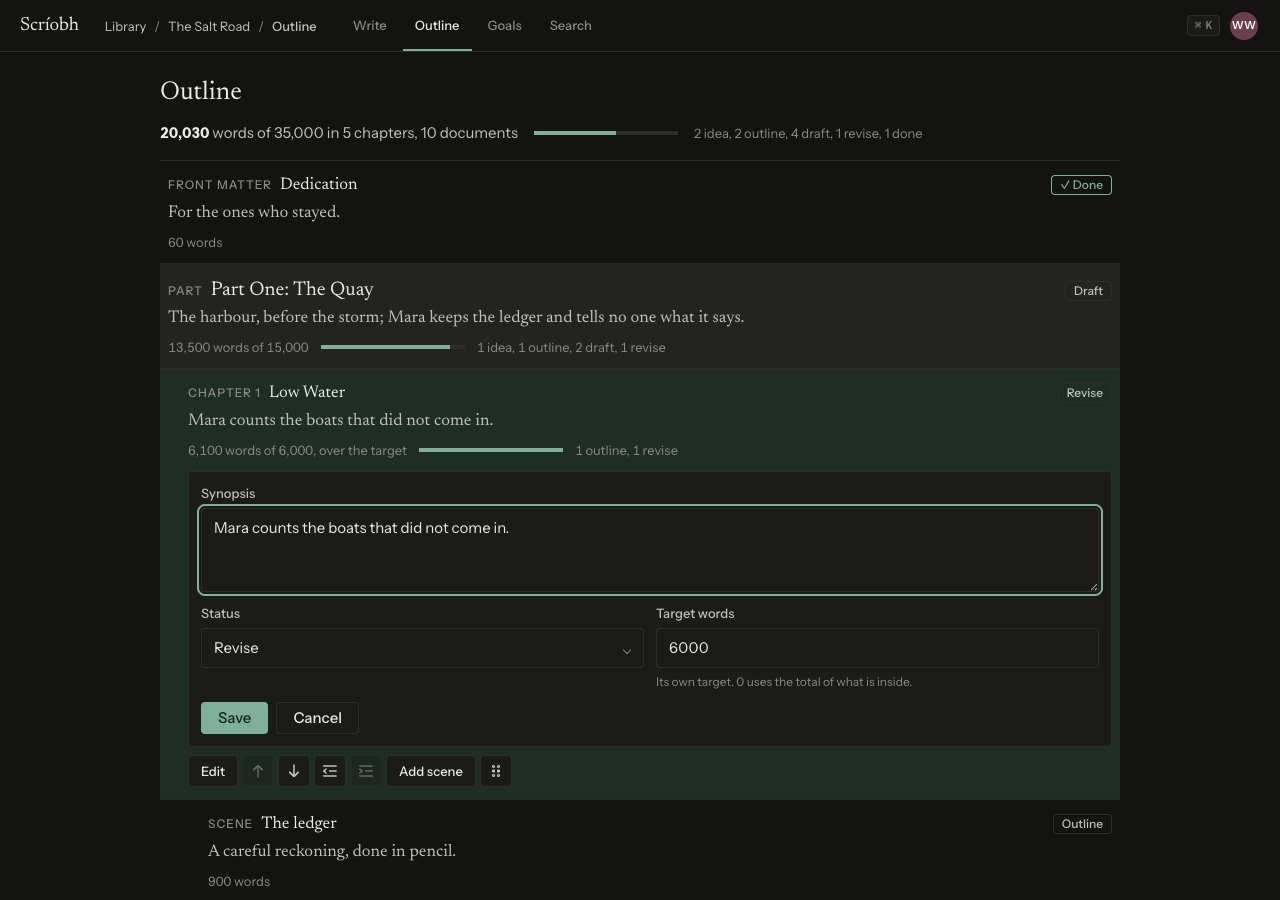 Scríobh
Library / The Salt Road / Outline
Write Outline Goals Search
⌘ K
WW
Outline
20,030 words of 35,000 in 5 chapters, 10 documents
2 idea, 2 outline, 4 draft, 1 revise, 1 done
FRONT MATTER Dedication
✓ Done
For the ones who stayed.
60 words
PART Part One: The Quay
Draft
The harbour, before the storm; Mara keeps the ledger and tells no one what it says.
13,500 words of 15,000
1 idea, 1 outline, 2 draft, 1 revise
CHAPTER 1 Low Water
Revise
Mara counts the boats that did not come in.
6,100 words of 6,000, over the target
1 outline, 1 revise
Synopsis
Mara counts the boats that did not come in.
Status
Target words
Revise
6000
Its own target. 0 uses the total of what is inside.
Save Cancel
Edit
Add scene
SCENE The ledger
Outline
A careful reckoning, done in pencil.
900 words